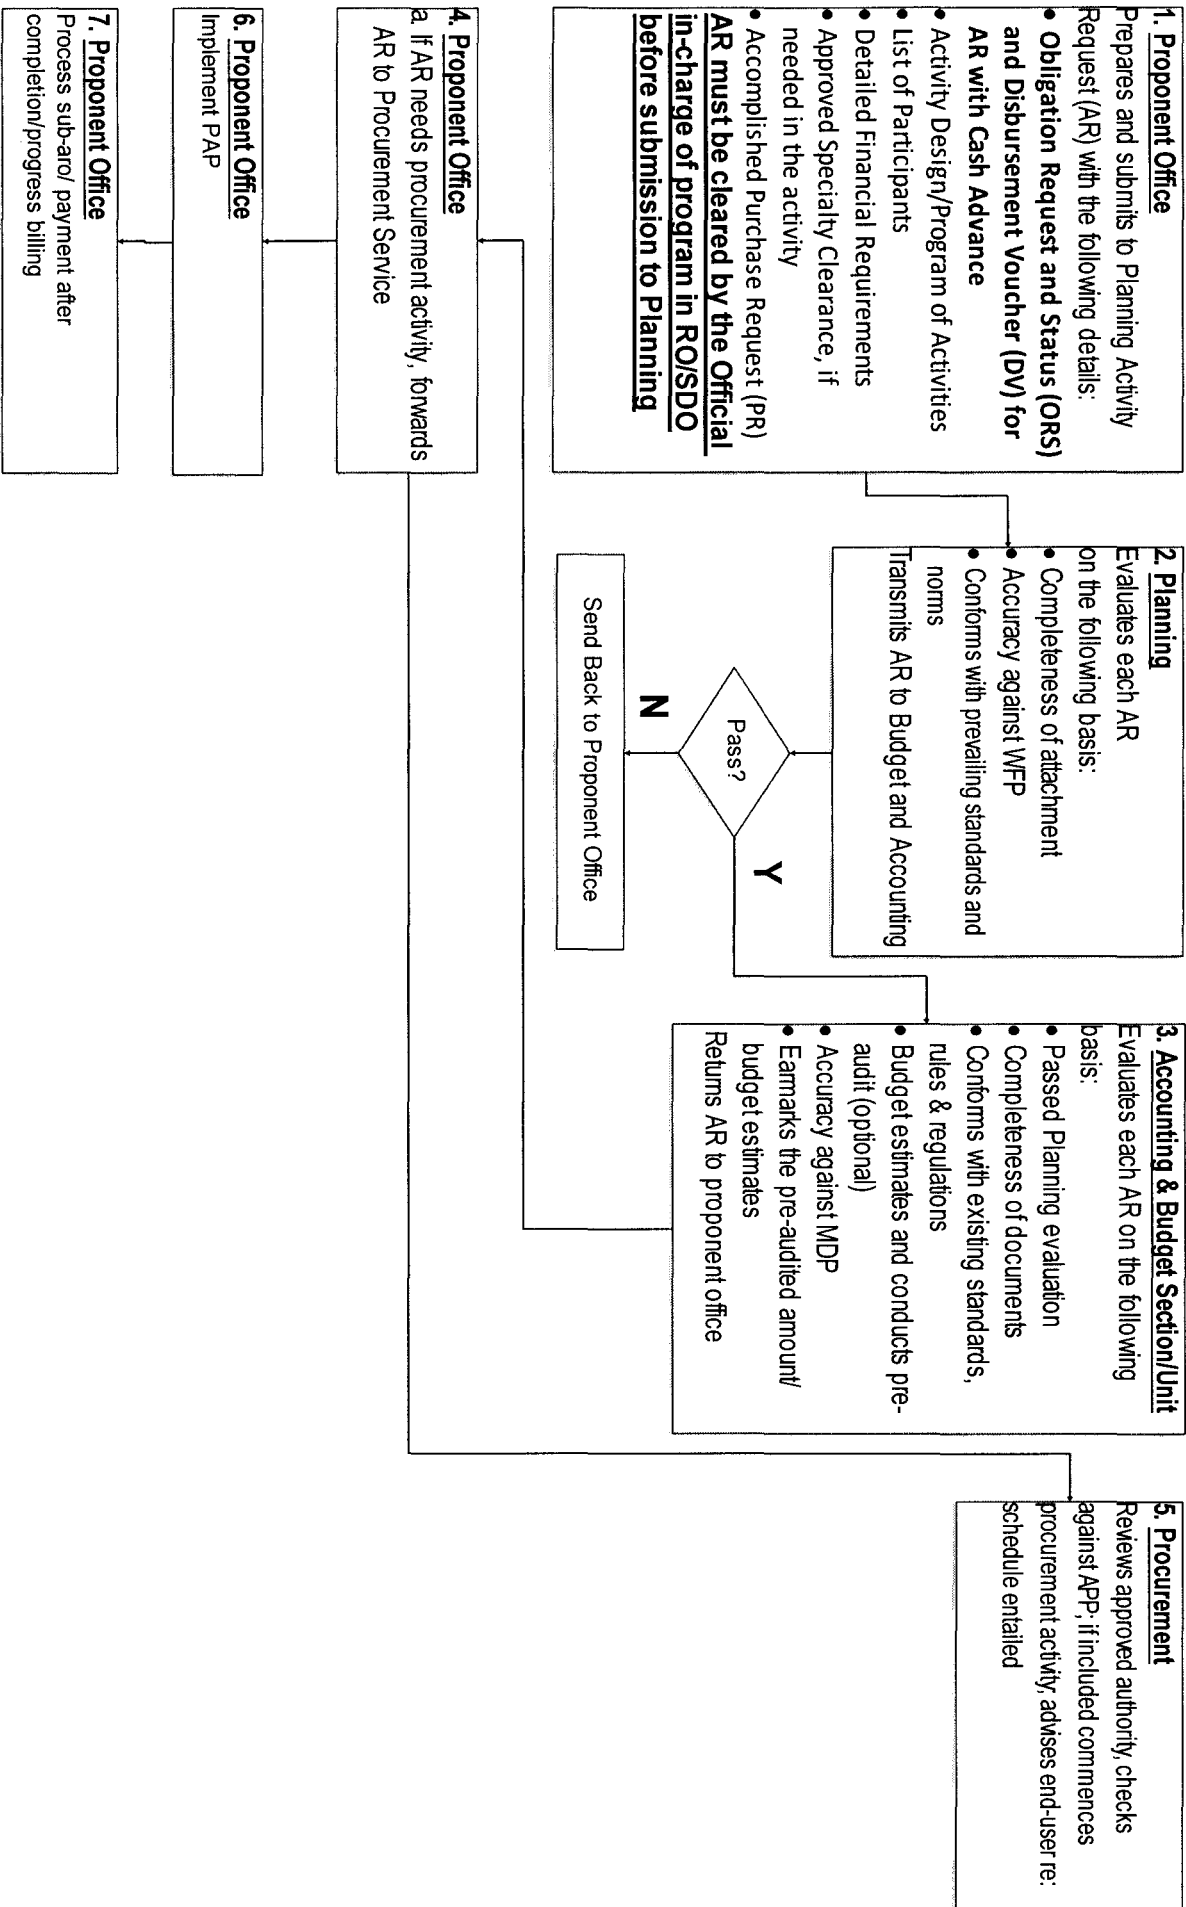 1. Proponent Office
Prepares and submits to Planning Activity
Request (AR) with the following details:
• Obligation Request and Status (ORS)
and Disbursement Voucher (DV) for
AR with Cash Advance
• Activity Design/Program of Activities
• List of Participants
• Detailed Financial Requirements
• Approved Specialty Clearance, if
needed in the activity
• Accomplished Purchase Request (PR)
AR must be cleared by the Official
in-charge of program in RO/SDO
before submission to Planning
2. Planning
Evaluates each AR
on the following basis:
• Completeness of attachment
• Accuracy against WFP
• Conforms with prevailing standards and
norms
Transmits AR to Budget and Accounting
Pass?
N
Y
Send Back to Proponent Office
3. Accounting & Budget Section/Unit
Evaluates each AR on the following
basis:
• Passed Planning evaluation
• Completeness of documents
• Conforms with existing standards,
rules & regulations
• Budget estimates and conducts pre-
audit (optional)
• Accuracy against MDP
• Earmarks the pre-audited amount/
budget estimates
Returns AR to proponent office
4. Proponent Office
a. If AR needs procurement activity, forwards
AR to Procurement Service
5. Procurement
Reviews approved authority, checks
against APP; if included commences
procurement activity, advises end-user re:
schedule entailed
6. Proponent Office
Implement PAP
7. Proponent Office
Process sub-aro/ payment after
completion/progress billing